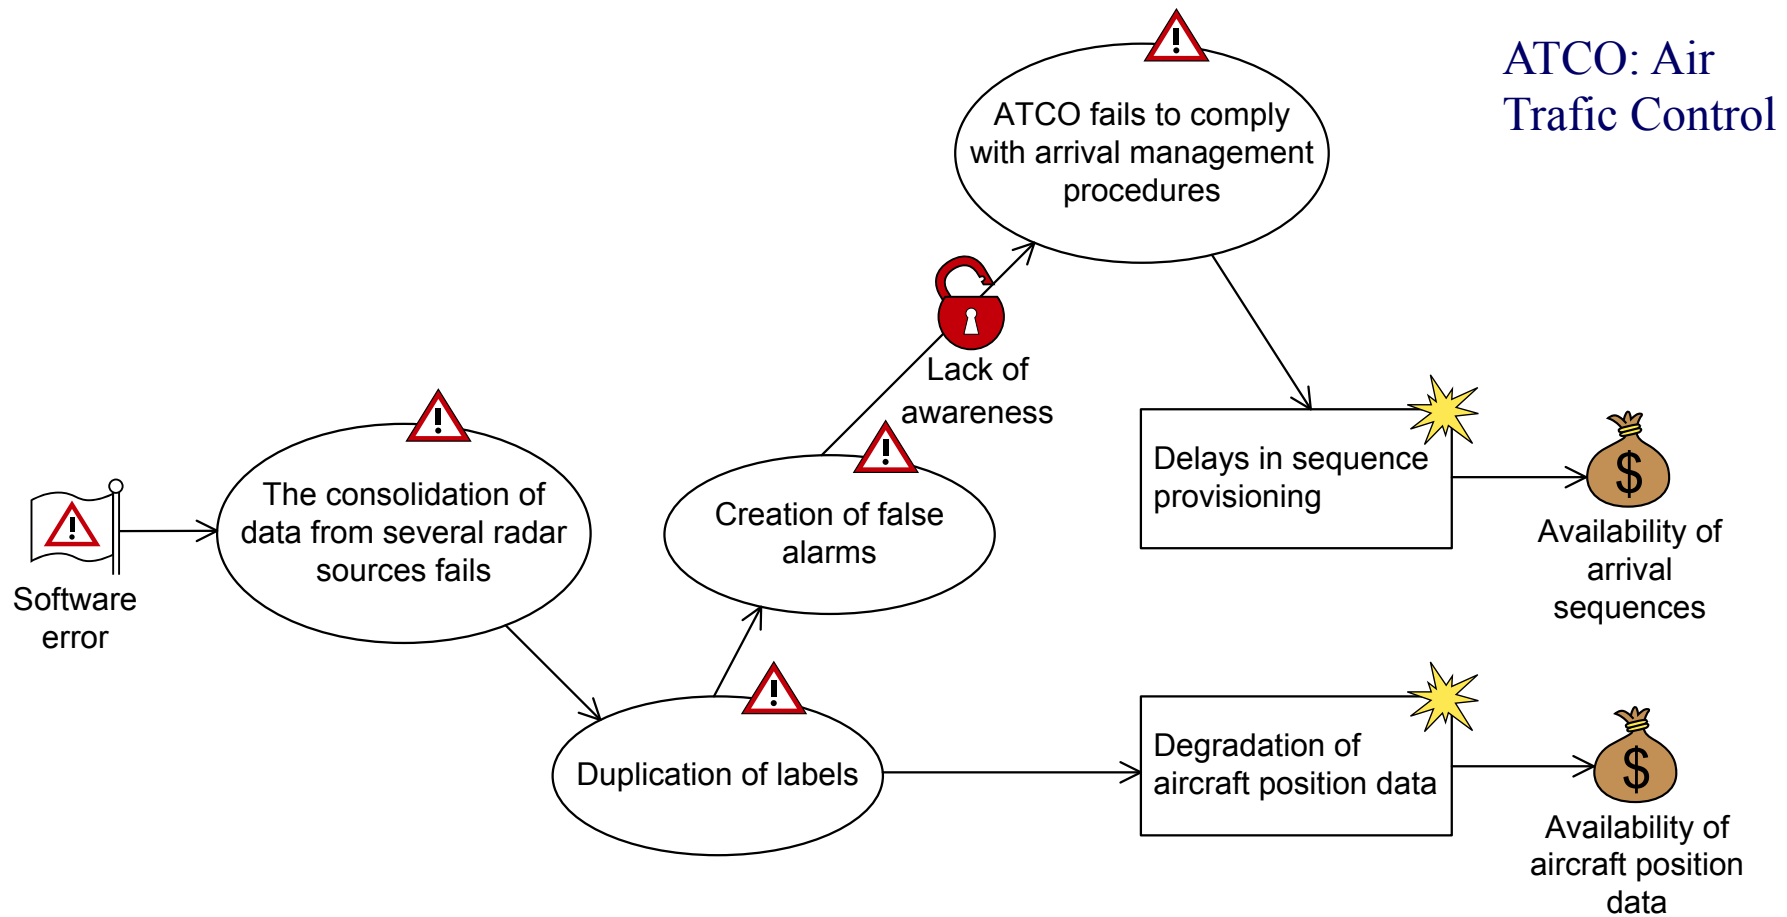 ATCO: Air
Trafic Control
ATCO fails to comply
with arrival management
procedures
Lack of
awareness
The consolidation of
data from several radar
sources fails
Creation of false
alarms
Delays in sequence
provisioning
$
Availability of
arrival
sequences
Software
error
Duplication of labels
Degradation of
aircraft position data
$
Availability of
aircraft position
data